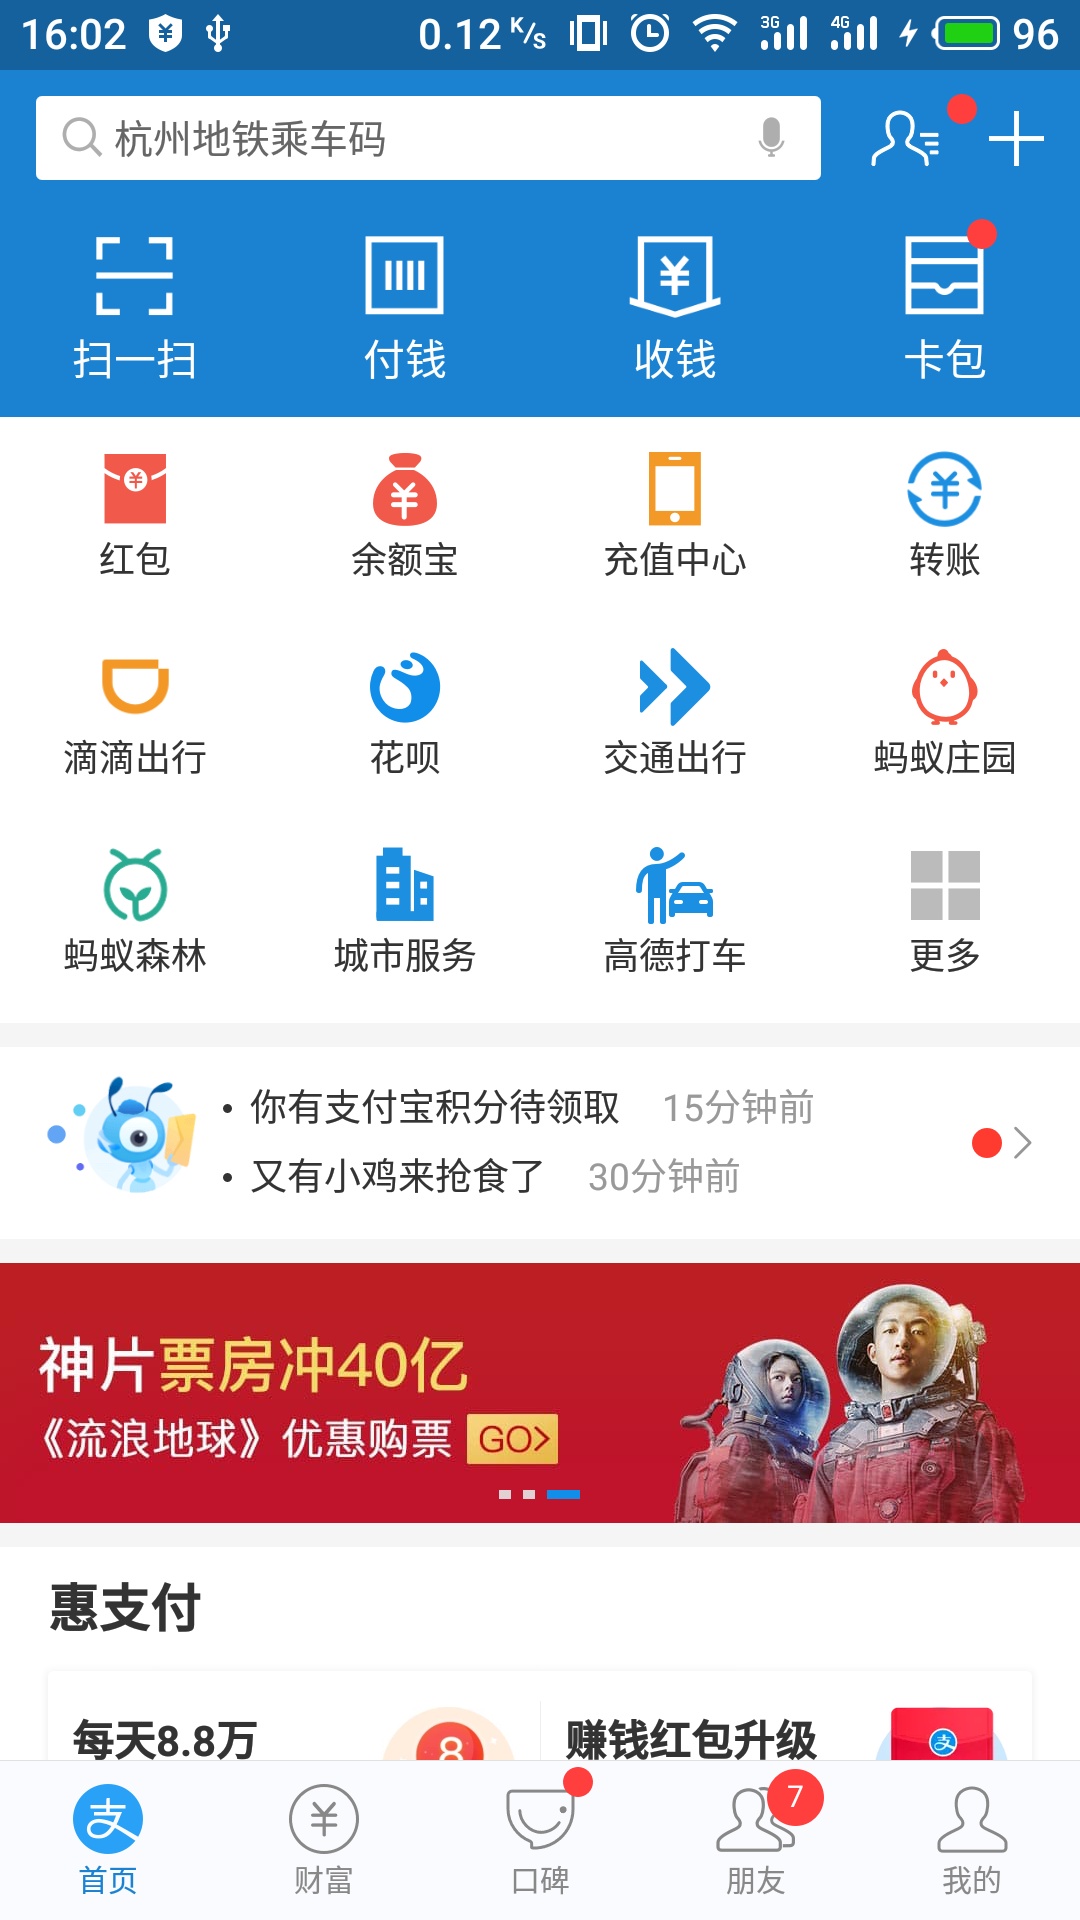 16:02 0.12 K/s 3G 4G 96
杭州地铁乘车码
扫一扫 付钱 收钱 卡包
红包 余额宝 充值中心 转账
滴滴出行 花呗 交通出行 蚂蚁庄园
蚂蚁森林 城市服务 高德打车 更多
• 你有支付宝积分待领取 15分钟前
• 又有小鸡来抢食了 30分钟前
神片票房冲40亿
《流浪地球》优惠购票 GO>
惠支付
每天8.8万 8 赚钱红包升级
7
首页 财富 口碑 朋友 我的